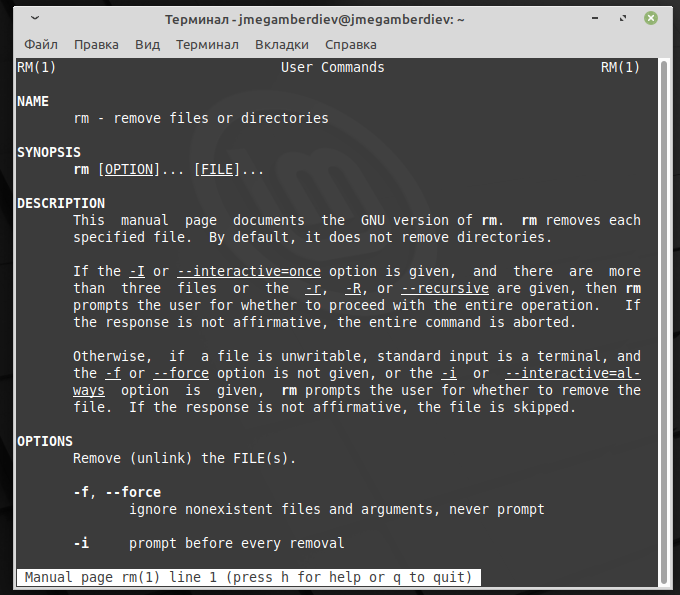 Терминал - jmegamberdiev@jmegamberdiev: ~
Файл Правка Вид Терминал Вкладки Справка
RM(1) User Commands RM(1)
NAME
rm - remove files or directories
SYNOPSIS
rm [OPTION]... [FILE]...
DESCRIPTION
This manual page documents the GNU version of rm. rm removes each
specified file. By default, it does not remove directories.
If the -I or --interactive=once option is given, and there are more
than three files or the -r, -R, or --recursive are given, then rm
prompts the user for whether to proceed with the entire operation. If
the response is not affirmative, the entire command is aborted.
Otherwise, if a file is unwritable, standard input is a terminal, and
the -f or --force option is not given, or the -i or --interactive=al-
ways option is given, rm prompts the user for whether to remove the
file. If the response is not affirmative, the file is skipped.
OPTIONS
Remove (unlink) the FILE(s).
-f, --force
ignore nonexistent files and arguments, never prompt
-i prompt before every removal
Manual page rm(1) line 1 (press h for help or q to quit)